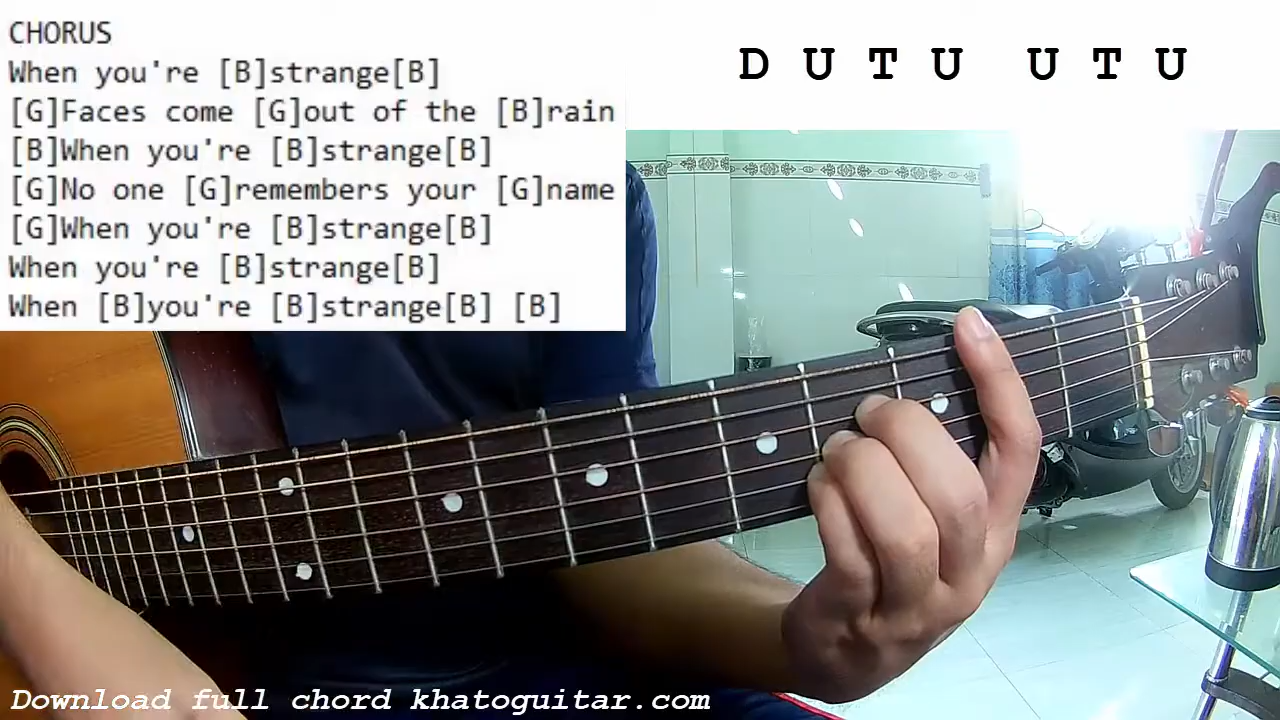 CHORUS
When you're [B]strange[B]
[G]Faces come [G]out of the [B]rain
[B]When you're [B]strange[B]
[G]No one [G]remembers your [G]name
[G]When you're [B]strange[B]
When you're [B]strange[B]
When [B]you're [B]strange[B] [B]
D U T U U T U
Download full chord khatoguitar.com